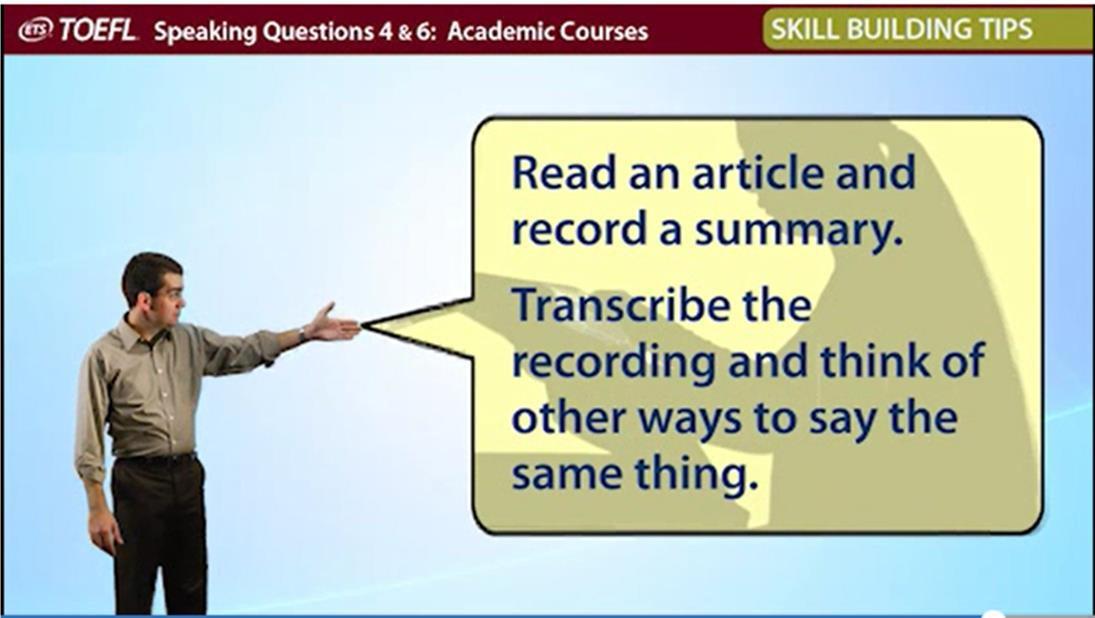 ETS TOEFL Speaking Questions 4 & 6: Academic Courses
SKILL BUILDING TIPS
Read an article and
record a summary.
Transcribe the
recording and think of
other ways to say the
same thing.